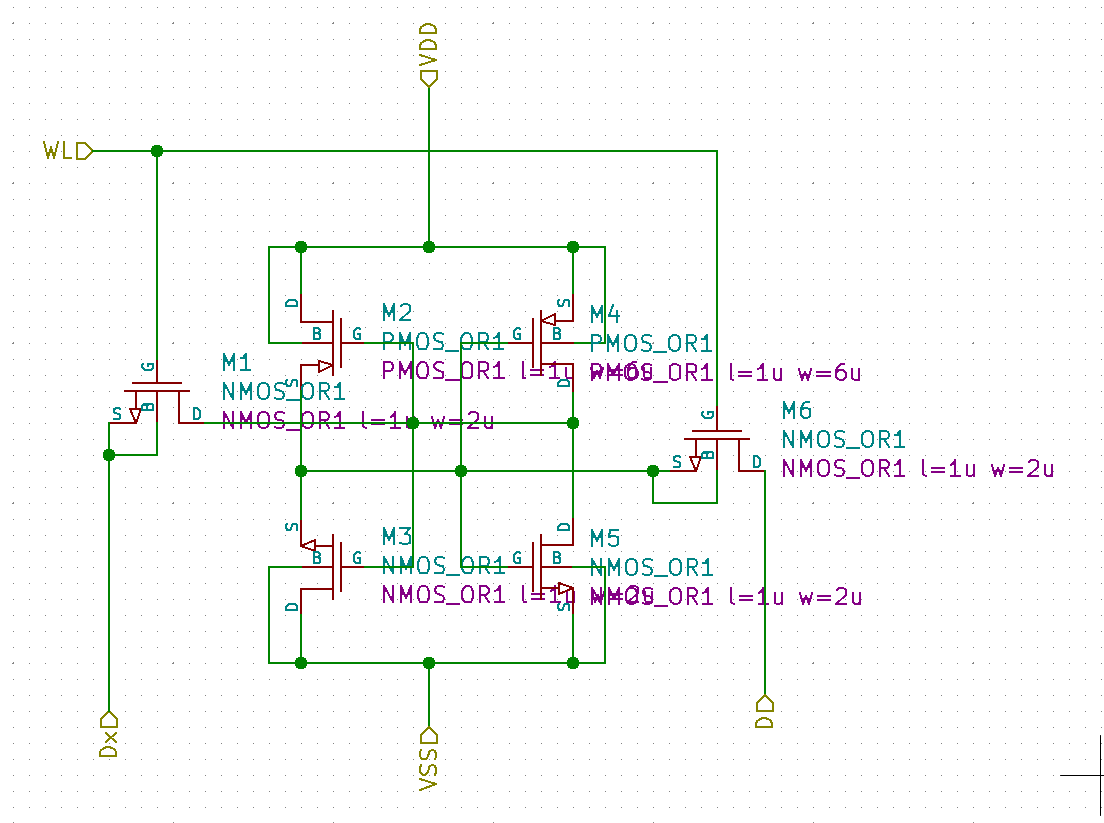 VDD
WL
D
S
M2
M4
B
G
G
B
PMOS_OR1
PMOS_OR1
M1
PMOS_OR1 l=1u w=6u
PMOS_OR1 l=1u w=6u
G
S
D
NMOS_OR1
M6
S
B
D
NMOS_OR1 l=1u w=2u
G
NMOS_OR1
S
B
D
NMOS_OR1 l=1u w=2u
S
D
M3
M5
B
G
G
B
NMOS_OR1
NMOS_OR1
NMOS_OR1 l=1u w=2u
NMOS_OR1 l=1u w=2u
D
S
Dx
VSS
D